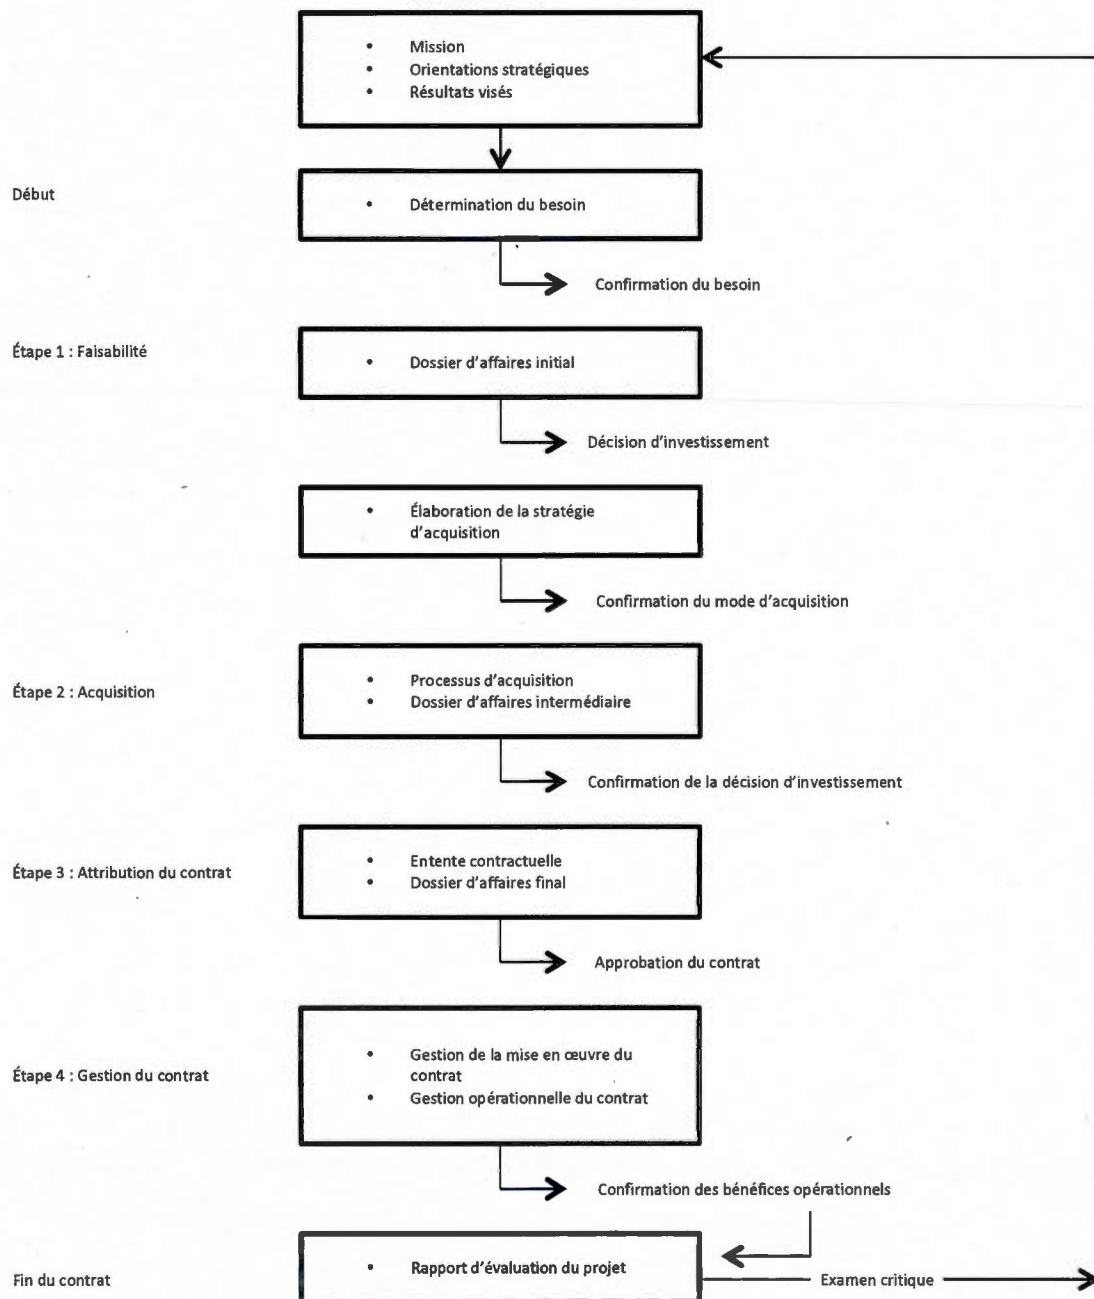 • Mission
• Orientations stratégiques
• Résultats visés
Début
• Détermination du besoin
Confirmation du besoin
Étape 1 : Faisabilité
• Dossier d'affaires initial
Décision d'investissement
• Élaboration de la stratégie
d'acquisition
Confirmation du mode d'acquisition
Étape 2 : Acquisition
• Processus d'acquisition
• Dossier d'affaires intermédiaire
Confirmation de la décision d'investissement
Étape 3 : Attribution du contrat
• Entente contractuelle
• Dossier d'affaires final
Approbation du contrat
Étape 4 : Gestion du contrat
• Gestion de la mise en œuvre du
contrat
• Gestion opérationnelle du contrat
Confirmation des bénéfices opérationnels
Fin du contrat
• Rapport d'évaluation du projet
Examen critique